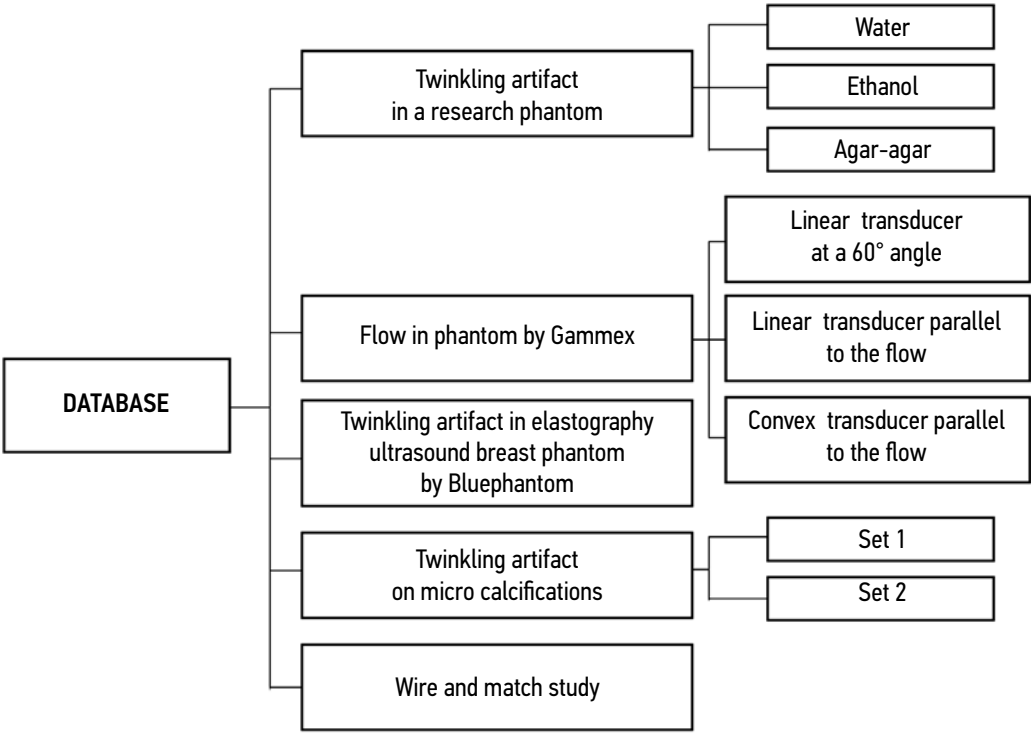 DATABASE
Twinkling artifact
in a research phantom
Water
Ethanol
Agar-agar
Flow in phantom by Gammex
Linear transducer
at a 60° angle
Linear transducer parallel
to the flow
Convex transducer parallel
to the flow
Twinkling artifact in elastography
ultrasound breast phantom
by Bluephantom
Twinkling artifact
on micro calcifications
Set 1
Set 2
Wire and match study